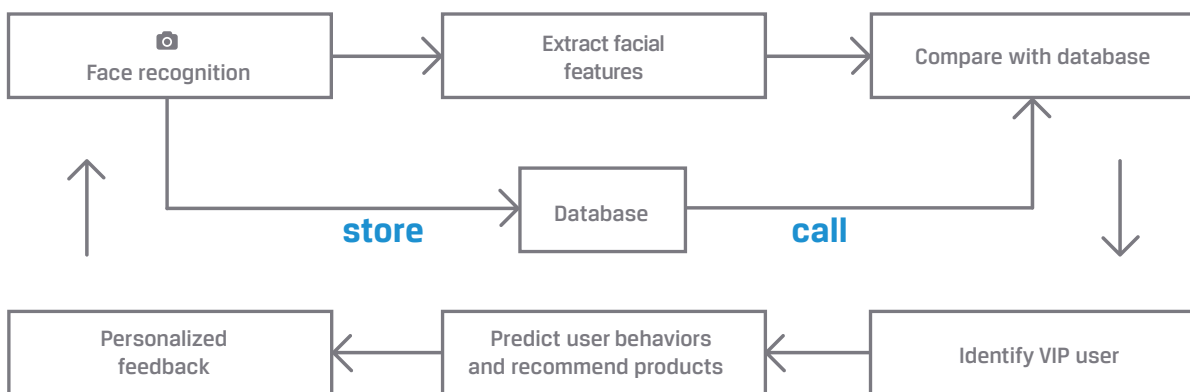 Face recognition
Extract facial
features
Compare with database
store
Database
call
Personalized
feedback
Predict user behaviors
and recommend products
Identify VIP user